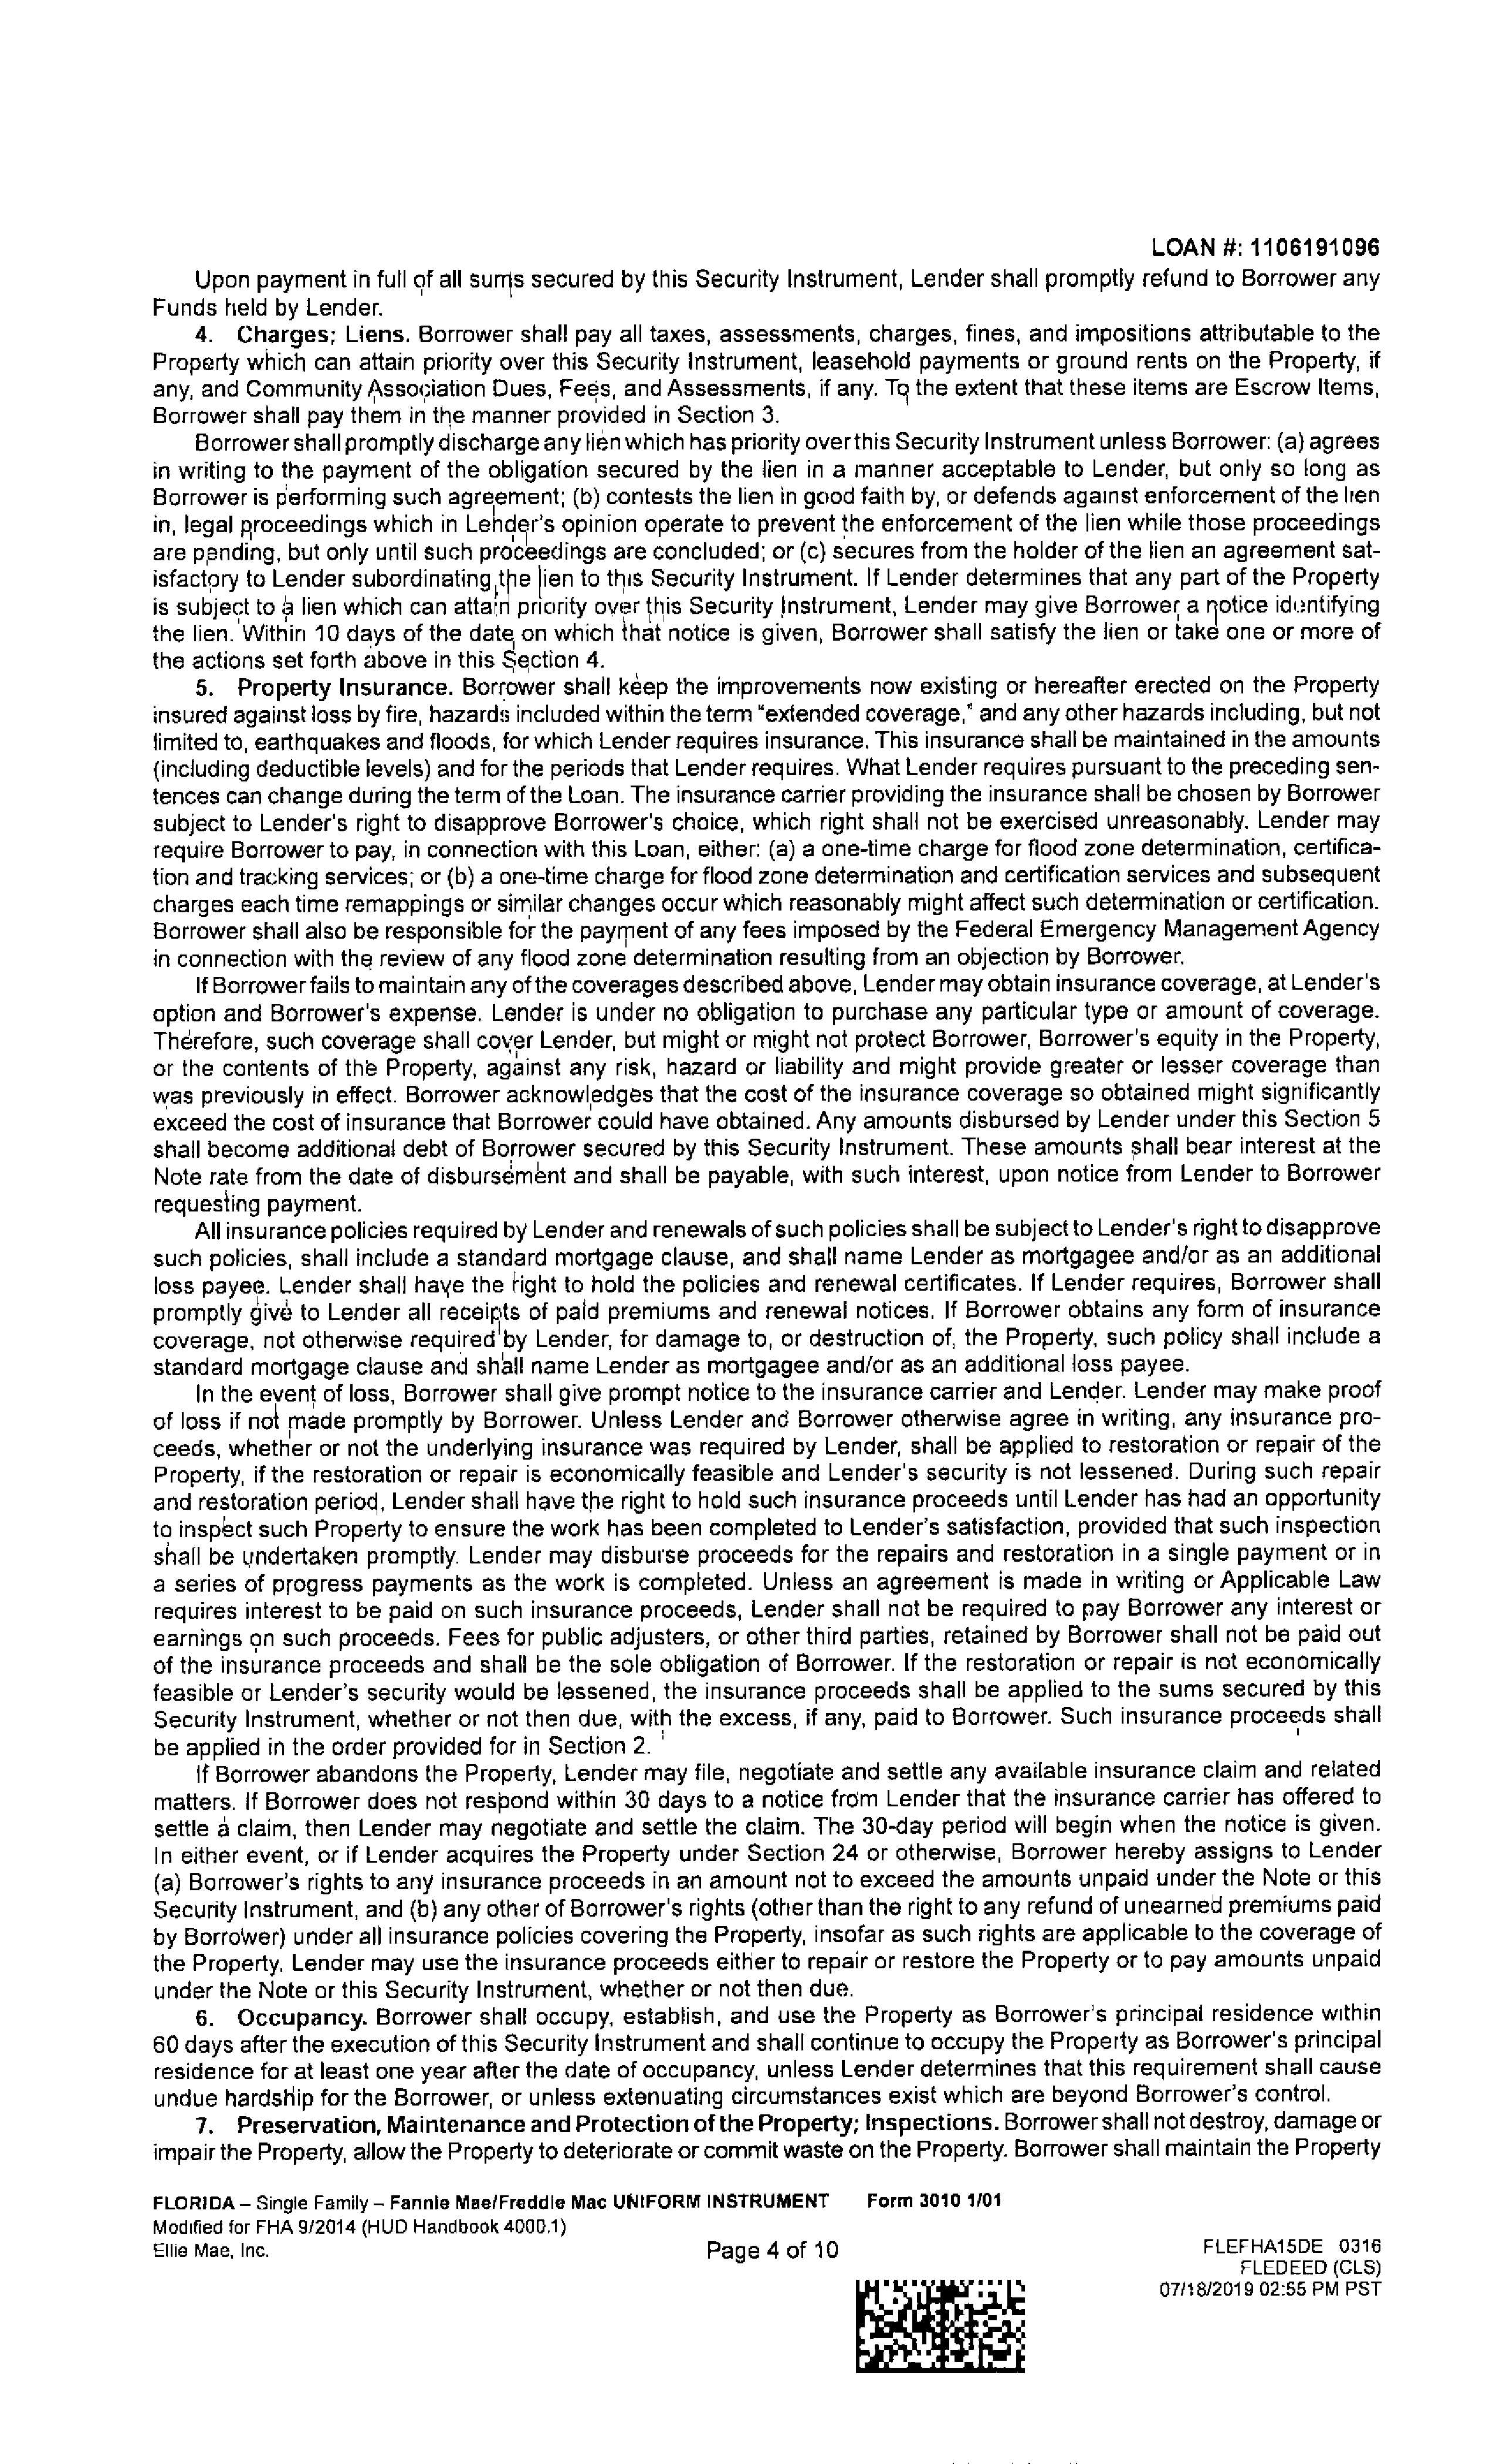 LOAN #: 1106191096
Upon payment in full of all sums secured by this Security Instrument, Lender shall promptly refund to Borrower any
Funds held by Lender.
4. Charges; Liens. Borrower shall pay all taxes, assessments, charges, fines, and impositions attributable to the
Property which can attain priority over this Security Instrument, leasehold payments or ground rents on the Property, if
any, and Community Association Dues, Fees, and Assessments, if any. To the extent that these items are Escrow Items,
Borrower shall pay them in the manner provided in Section 3.
Borrower shall promptly discharge any lien which has priority over this Security Instrument unless Borrower: (a) agrees
in writing to the payment of the obligation secured by the lien in a manner acceptable to Lender, but only so long as
Borrower is performing such agreement; (b) contests the lien in good faith by, or defends against enforcement of the lien
in, legal proceedings which in Lender's opinion operate to prevent the enforcement of the lien while those proceedings
are pending, but only until such proceedings are concluded; or (c) secures from the holder of the lien an agreement sat-
isfactory to Lender subordinating the lien to this Security Instrument. If Lender determines that any part of the Property
is subject to a lien which can attain priority over this Security Instrument, Lender may give Borrower a notice identifying
the lien. Within 10 days of the date on which that notice is given, Borrower shall satisfy the lien or take one or more of
the actions set forth above in this Section 4.
5. Property Insurance. Borrower shall keep the improvements now existing or hereafter erected on the Property
insured against loss by fire, hazards included within the term "extended coverage," and any other hazards including, but not
limited to, earthquakes and floods, for which Lender requires insurance. This insurance shall be maintained in the amounts
(including deductible levels) and for the periods that Lender requires. What Lender requires pursuant to the preceding sen-
tences can change during the term of the Loan. The insurance carrier providing the insurance shall be chosen by Borrower
subject to Lender's right to disapprove Borrower's choice, which right shall not be exercised unreasonably. Lender may
require Borrower to pay, in connection with this Loan, either: (a) a one-time charge for flood zone determination, certifica-
tion and tracking services; or (b) a one-time charge for flood zone determination and certification services and subsequent
charges each time remappings or similar changes occur which reasonably might affect such determination or certification.
Borrower shall also be responsible for the payment of any fees imposed by the Federal Emergency Management Agency
in connection with the review of any flood zone determination resulting from an objection by Borrower.
If Borrower fails to maintain any of the coverages described above, Lender may obtain insurance coverage, at Lender's
option and Borrower's expense. Lender is under no obligation to purchase any particular type or amount of coverage.
Therefore, such coverage shall cover Lender, but might or might not protect Borrower, Borrower's equity in the Property,
or the contents of the Property, against any risk, hazard or liability and might provide greater or lesser coverage than
was previously in effect. Borrower acknowledges that the cost of the insurance coverage so obtained might significantly
exceed the cost of insurance that Borrower could have obtained. Any amounts disbursed by Lender under this Section 5
shall become additional debt of Borrower secured by this Security Instrument. These amounts shall bear interest at the
Note rate from the date of disbursement and shall be payable, with such interest, upon notice from Lender to Borrower
requesting payment.
All insurance policies required by Lender and renewals of such policies shall be subject to Lender's right to disapprove
such policies, shall include a standard mortgage clause, and shall name Lender as mortgagee and/or as an additional
loss payee. Lender shall have the right to hold the policies and renewal certificates. If Lender requires, Borrower shall
promptly give to Lender all receipts of paid premiums and renewal notices. If Borrower obtains any form of insurance
coverage, not otherwise required by Lender, for damage to, or destruction of, the Property, such policy shall include a
standard mortgage clause and shall name Lender as mortgagee and/or as an additional loss payee.
In the event of loss, Borrower shall give prompt notice to the insurance carrier and Lender. Lender may make proof
of loss if not made promptly by Borrower. Unless Lender and Borrower otherwise agree in writing, any insurance pro-
ceeds, whether or not the underlying insurance was required by Lender, shall be applied to restoration or repair of the
Property, if the restoration or repair is economically feasible and Lender's security is not lessened. During such repair
and restoration period, Lender shall have the right to hold such insurance proceeds until Lender has had an opportunity
to inspect such Property to ensure the work has been completed to Lender's satisfaction, provided that such inspection
shall be undertaken promptly. Lender may disburse proceeds for the repairs and restoration in a single payment or in
a series of progress payments as the work is completed. Unless an agreement is made in writing or Applicable Law
requires interest to be paid on such insurance proceeds, Lender shall not be required to pay Borrower any interest or
earnings on such proceeds. Fees for public adjusters, or other third parties, retained by Borrower shall not be paid out
of the insurance proceeds and shall be the sole obligation of Borrower. If the restoration or repair is not economically
feasible or Lender's security would be lessened, the insurance proceeds shall be applied to the sums secured by this
Security Instrument, whether or not then due, with the excess, if any, paid to Borrower. Such insurance proceeds shall
be applied in the order provided for in Section 2.
If Borrower abandons the Property, Lender may file, negotiate and settle any available insurance claim and related
matters. If Borrower does not respond within 30 days to a notice from Lender that the insurance carrier has offered to
settle a claim, then Lender may negotiate and settle the claim. The 30-day period will begin when the notice is given.
In either event, or if Lender acquires the Property under Section 24 or otherwise, Borrower hereby assigns to Lender
(a) Borrower's rights to any insurance proceeds in an amount not to exceed the amounts unpaid under the Note or this
Security Instrument, and (b) any other of Borrower's rights (other than the right to any refund of unearned premiums paid
by Borrower) under all insurance policies covering the Property, insofar as such rights are applicable to the coverage of
the Property. Lender may use the insurance proceeds either to repair or restore the Property or to pay amounts unpaid
under the Note or this Security Instrument, whether or not then due.
6. Occupancy. Borrower shall occupy, establish, and use the Property as Borrower's principal residence within
60 days after the execution of this Security Instrument and shall continue to occupy the Property as Borrower's principal
residence for at least one year after the date of occupancy, unless Lender determines that this requirement shall cause
undue hardship for the Borrower, or unless extenuating circumstances exist which are beyond Borrower's control.
7. Preservation, Maintenance and Protection of the Property; Inspections. Borrower shall not destroy, damage or
impair the Property, allow the Property to deteriorate or commit waste on the Property. Borrower shall maintain the Property
FLORIDA – Single Family – Fannie Mae/Freddie Mac UNIFORM INSTRUMENT Form 3010 1/01
Modified for FHA 9/2014 (HUD Handbook 4000.1)
Ellie Mae, Inc.
Page 4 of 10
FLEFHA15DE 0316
FLEDEED (CLS)
07/18/2019 02:55 PM PST